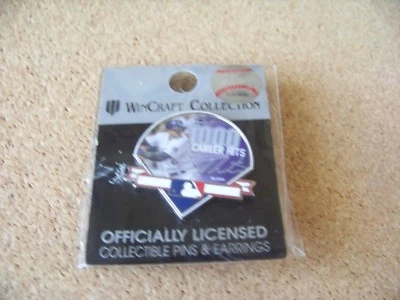 WINCRAFT COLLECTION
1000
CAREER HITS
OFFICIALLY LICENSED
COLLECTIBLE PINS & EARRINGS